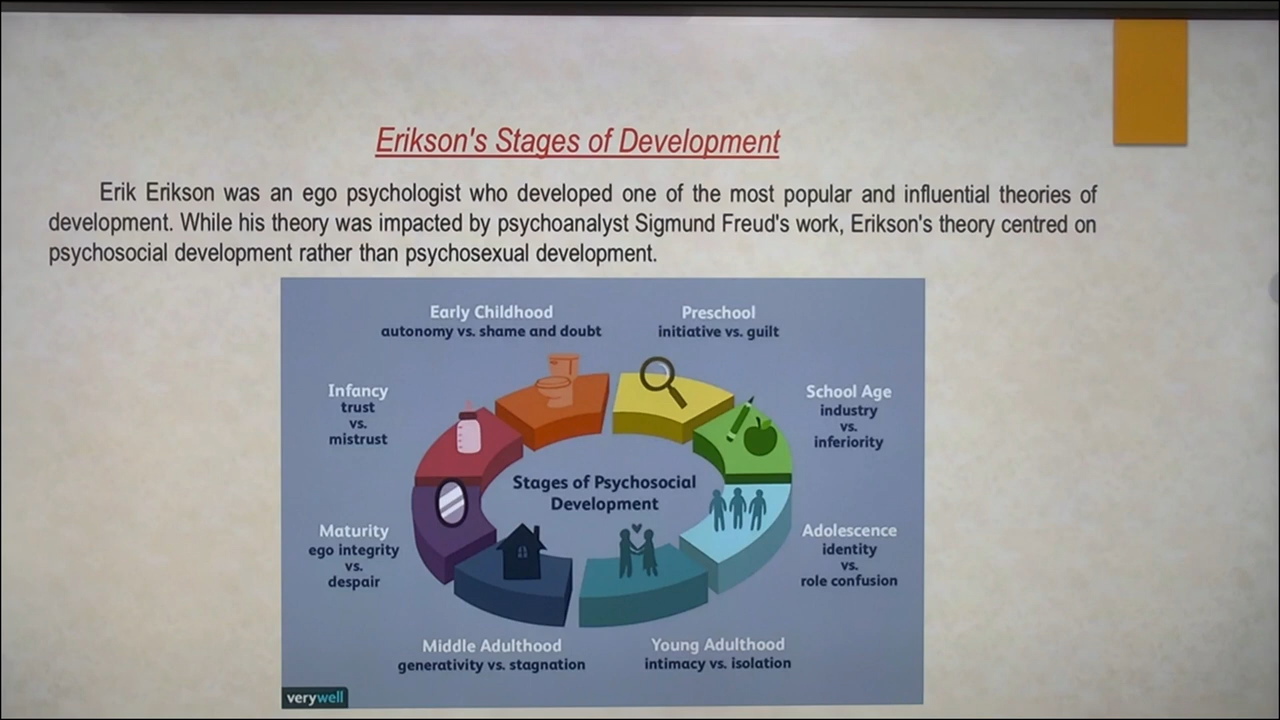 Erikson's Stages of Development
Erik Erikson was an ego psychologist who developed one of the most popular and influential theories of
development. While his theory was impacted by psychoanalyst Sigmund Freud's work, Erikson's theory centred on
psychosocial development rather than psychosexual development.
Early Childhood
autonomy vs. shame and doubt
Preschool
initiative vs. guilt
Infancy
trust
vs.
mistrust
School Age
industry
vs.
inferiority
Stages of Psychosocial
Development
Maturity
ego integrity
vs.
despair
Adolescence
identity
vs.
role confusion
Middle Adulthood
generativity vs. stagnation
Young Adulthood
intimacy vs. isolation
verywell